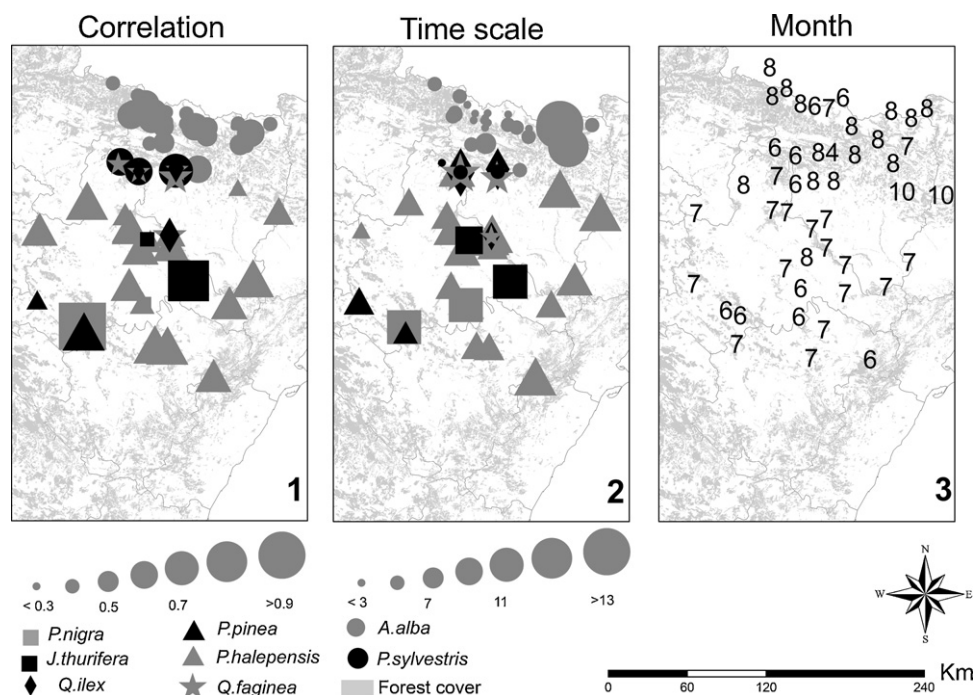 Correlation Time scale Month
8
8 8
8 6 7 6
8 8 8 8
6 6 8 4 8 8 7
8
7 6 8 8 8 10 10
7 7 7 7 7
7
8 7 7 7
7 6 7 7
6 6 6 7
7 7 6
1 2 3
< 0.3 0.5 0.7 >0.9 < 3 7 11 >13
P.nigra P.pinea A.alba
J.thurifera P.halepensis P.sylvestris
Q.ilex Q.faginea Forest cover
N
W E
S
Km
0 60 120 240